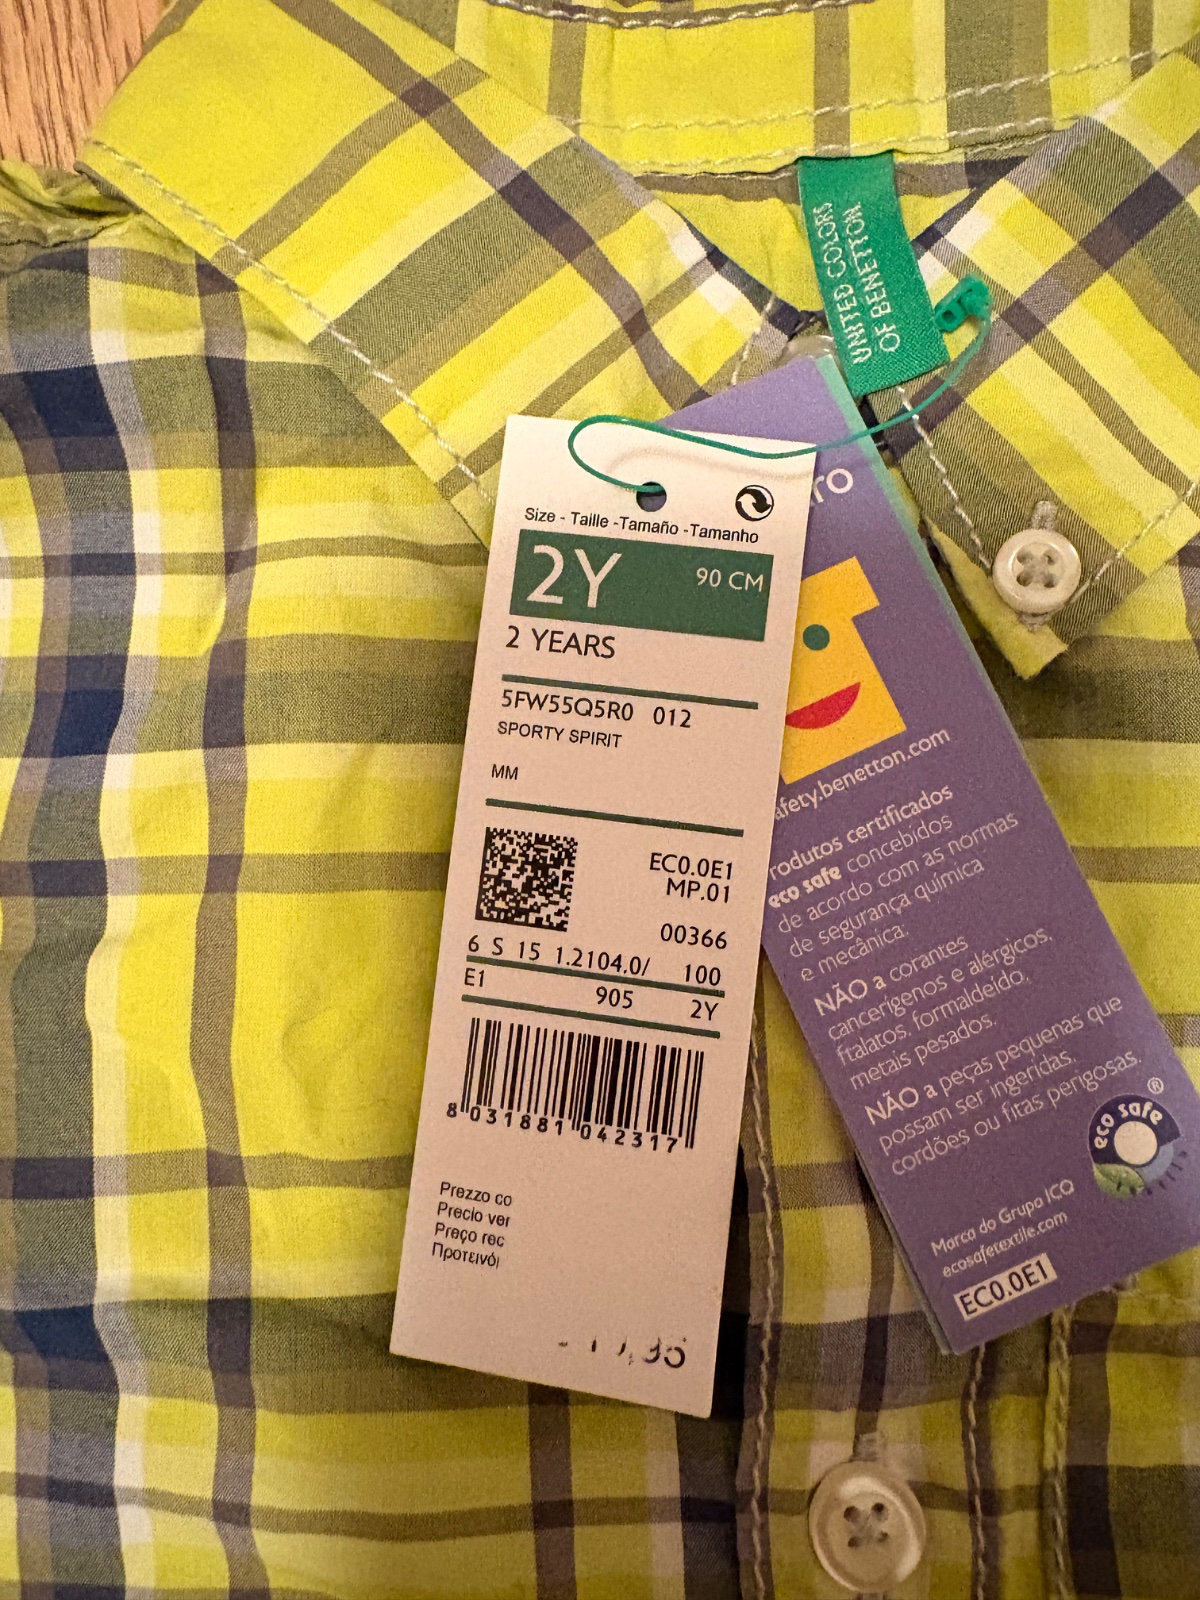 UNITED COLORS
OF BENETTON
Size - Taille -Tamaño -Tamanho
2Y 90 CM
2 YEARS
5FW55Q5R0 012
SPORTY SPIRIT
MM
EC0.0E1
MP.01
00366
6 S 15 1.2104.0/ 100
E1 905 2Y
8 031881 042317
Prezzo co
Precio ver
Preço rec
Προτεινό
afety.benetton.com
rodutos certificados
eco safe concebidos
de acordo com as normas
de segurança química
e mecânica:
NÃO a corantes
cancerígenos e alérgicos,
ftalatos, formaldeído,
metais pesados.
NÃO a peças pequenas que
possam ser ingeridas,
cordões ou fitas perigosas.
eco safe ®
Marca do Grupo ICQ
ecosafetextile.com
EC0.0E1